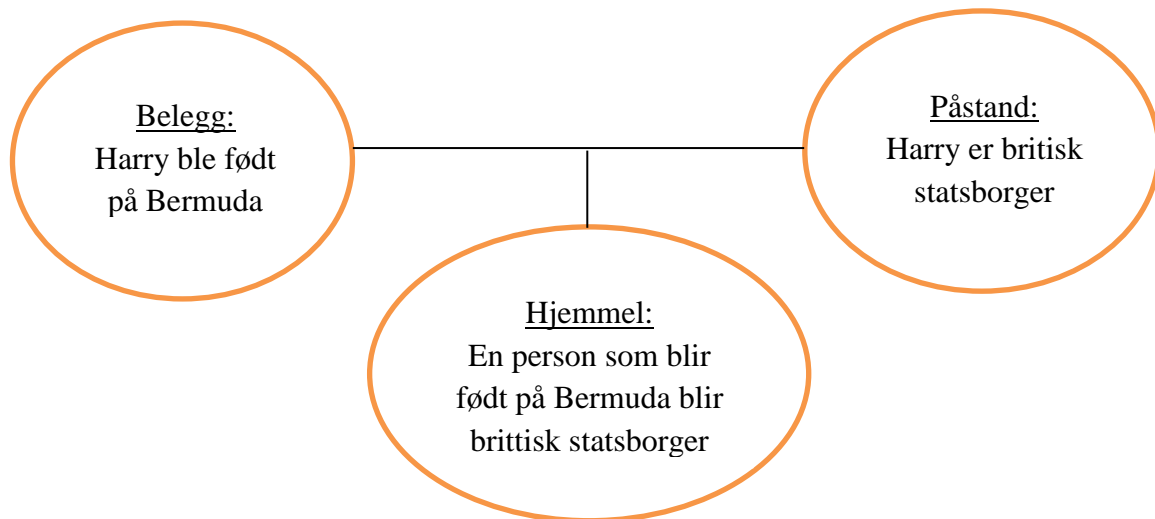 Belegg:
Harry ble født
på Bermuda
Påstand:
Harry er britisk
statsborger
Hjemmel:
En person som blir
født på Bermuda blir
brittisk statsborger